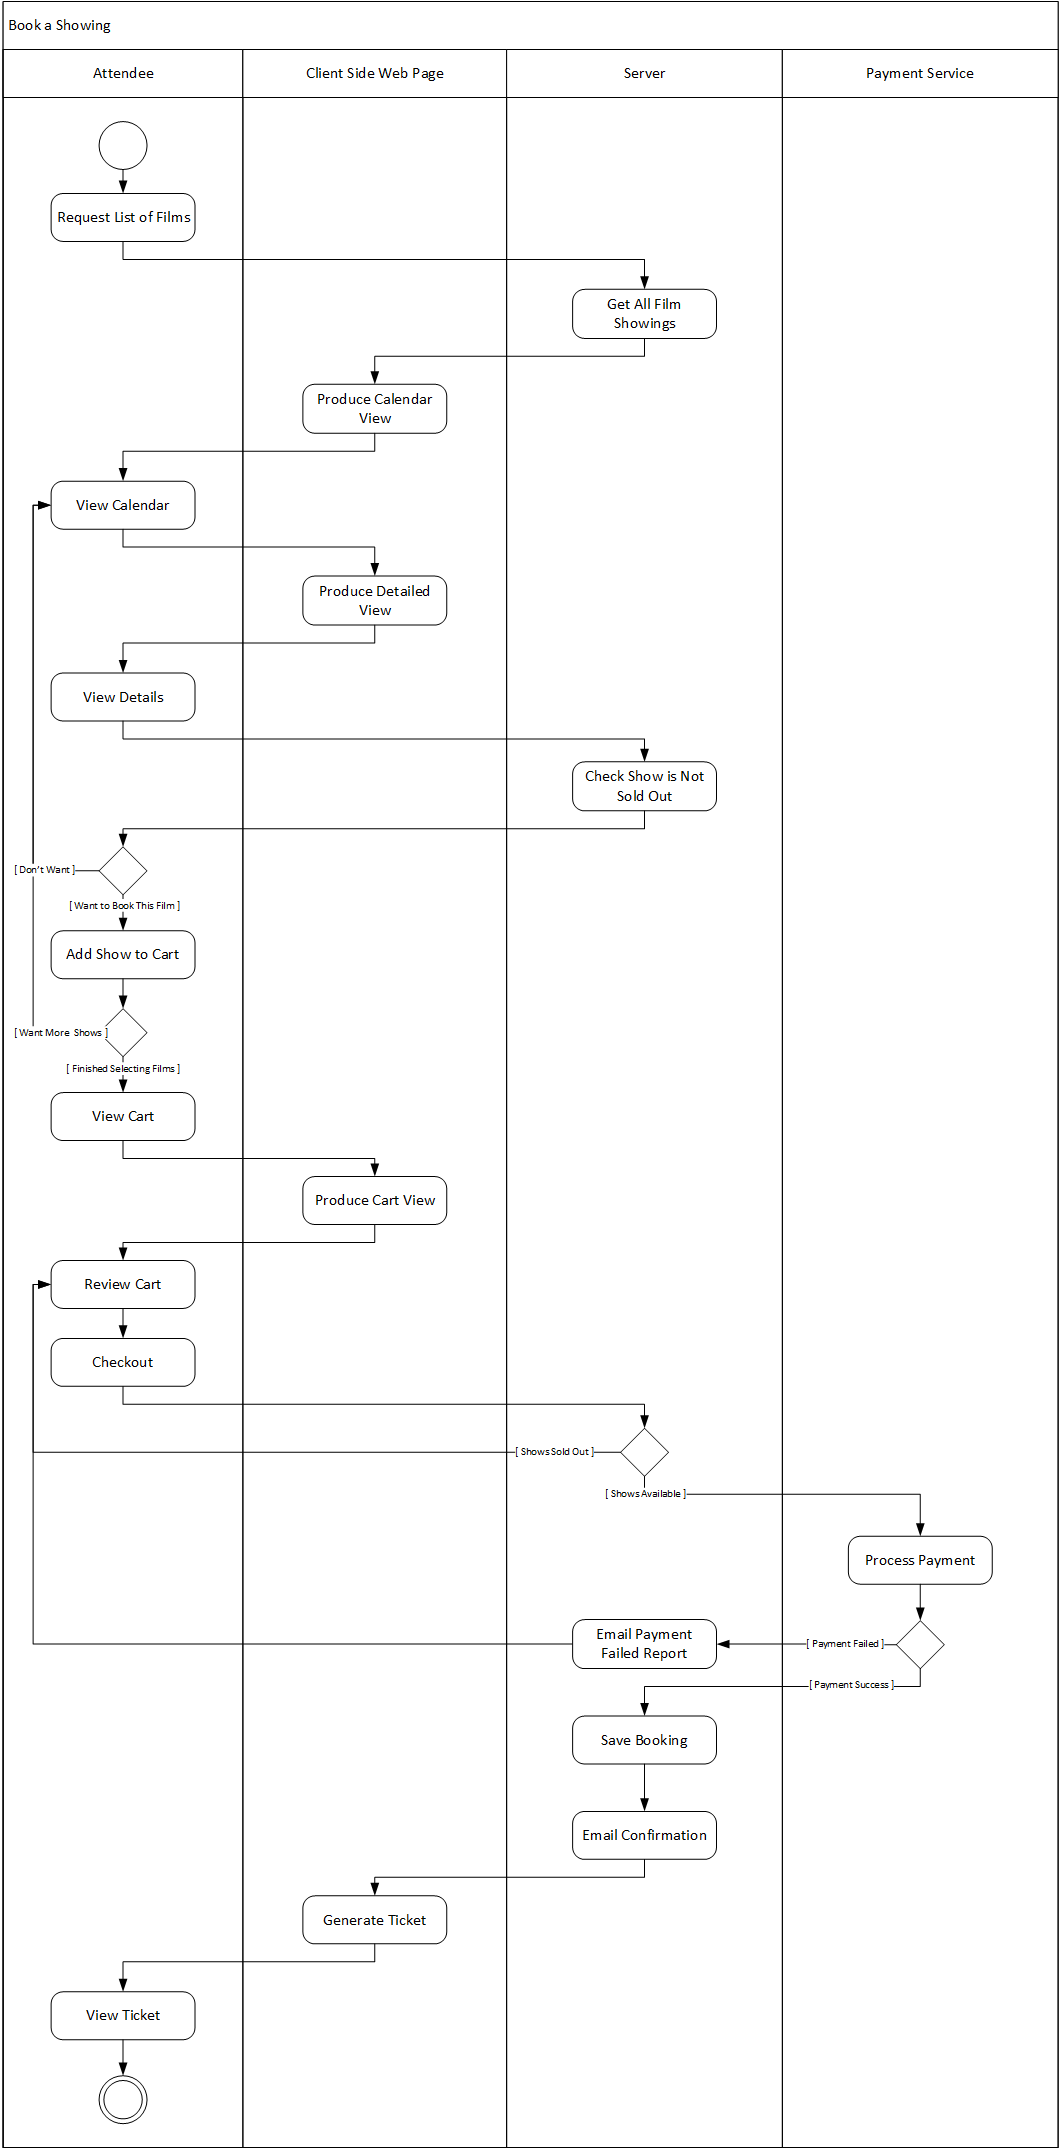 Book a Showing
Attendee
Client Side Web Page
Server
Payment Service
Request List of Films
Get All Film
Showings
Produce Calendar
View
View Calendar
Produce Detailed
View
View Details
Check Show is Not
Sold Out
[ Don't Want ]
[ Want to Book This Film ]
Add Show to Cart
[ Want More Shows ]
[ Finished Selecting Films ]
View Cart
Produce Cart View
Review Cart
Checkout
[ Shows Sold Out ]
[ Shows Available ]
Process Payment
Email Payment
Failed Report
[ Payment Failed ]
[ Payment Success ]
Save Booking
Email Confirmation
Generate Ticket
View Ticket